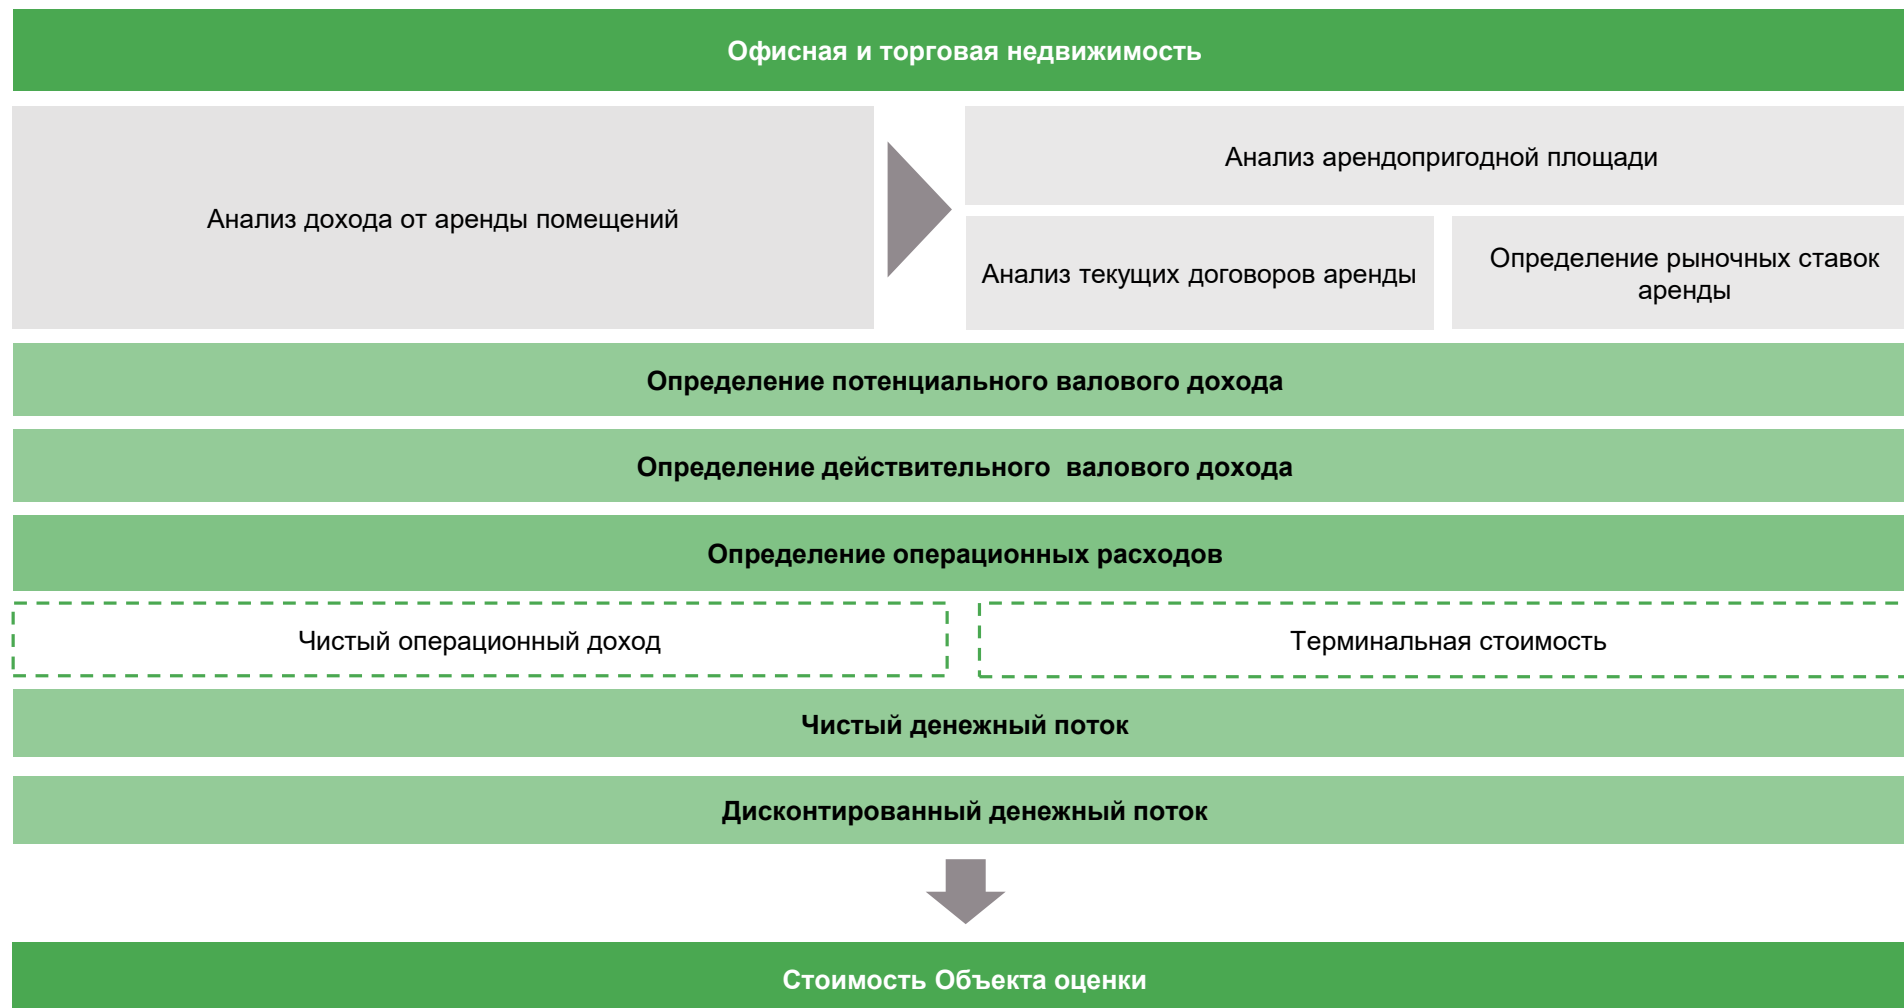 Офисная и торговая недвижимость
Анализ дохода от аренды помещений
Анализ арендопригодной площади
Анализ текущих договоров аренды
Определение рыночных ставок
аренды
Определение потенциального валового дохода
Определение действительного  валового дохода
Определение операционных расходов
Чистый операционный доход
Терминальная стоимость
Чистый денежный поток
Дисконтированный денежный поток
Стоимость Объекта оценки